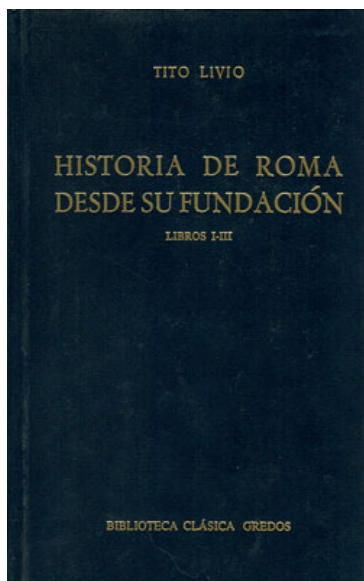 TITO LIVIO
HISTORIA DE ROMA
DESDE SU FUNDACIÓN
LIBROS I-III
BIBLIOTECA CLÁSICA GREDOS